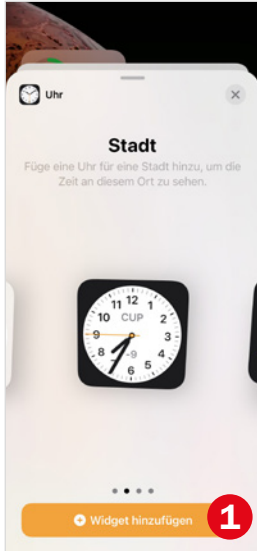 Uhr
Stadt
Füge eine Uhr für eine Stadt hinzu, um die
Zeit an diesem Ort zu sehen.
11 12 1
10 CUP 2
9 3
8 -9 4
7 6 5
Widget hinzufügen
1